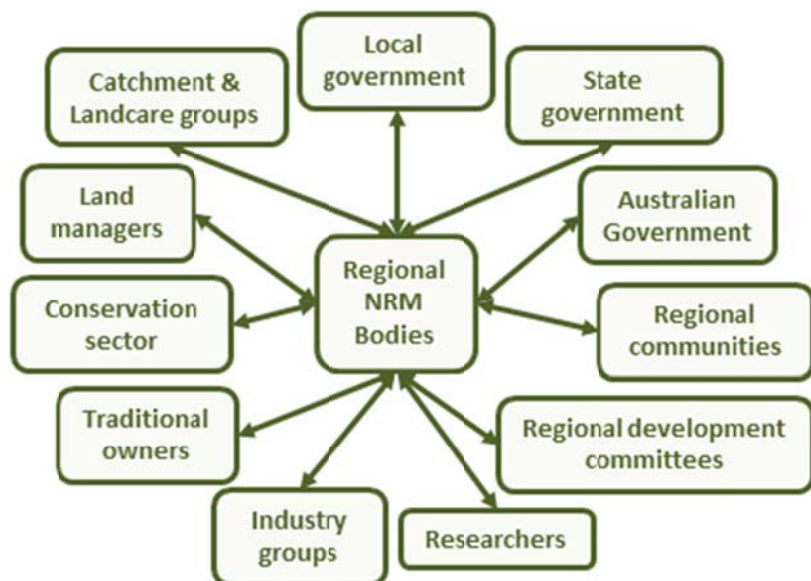 Local
government
Catchment &
Landcare groups
State
government
Land
managers
Australian
Government
Regional
NRM
Bodies
Conservation
sector
Regional
communities
Traditional
owners
Regional development
committees
Industry
groups
Researchers